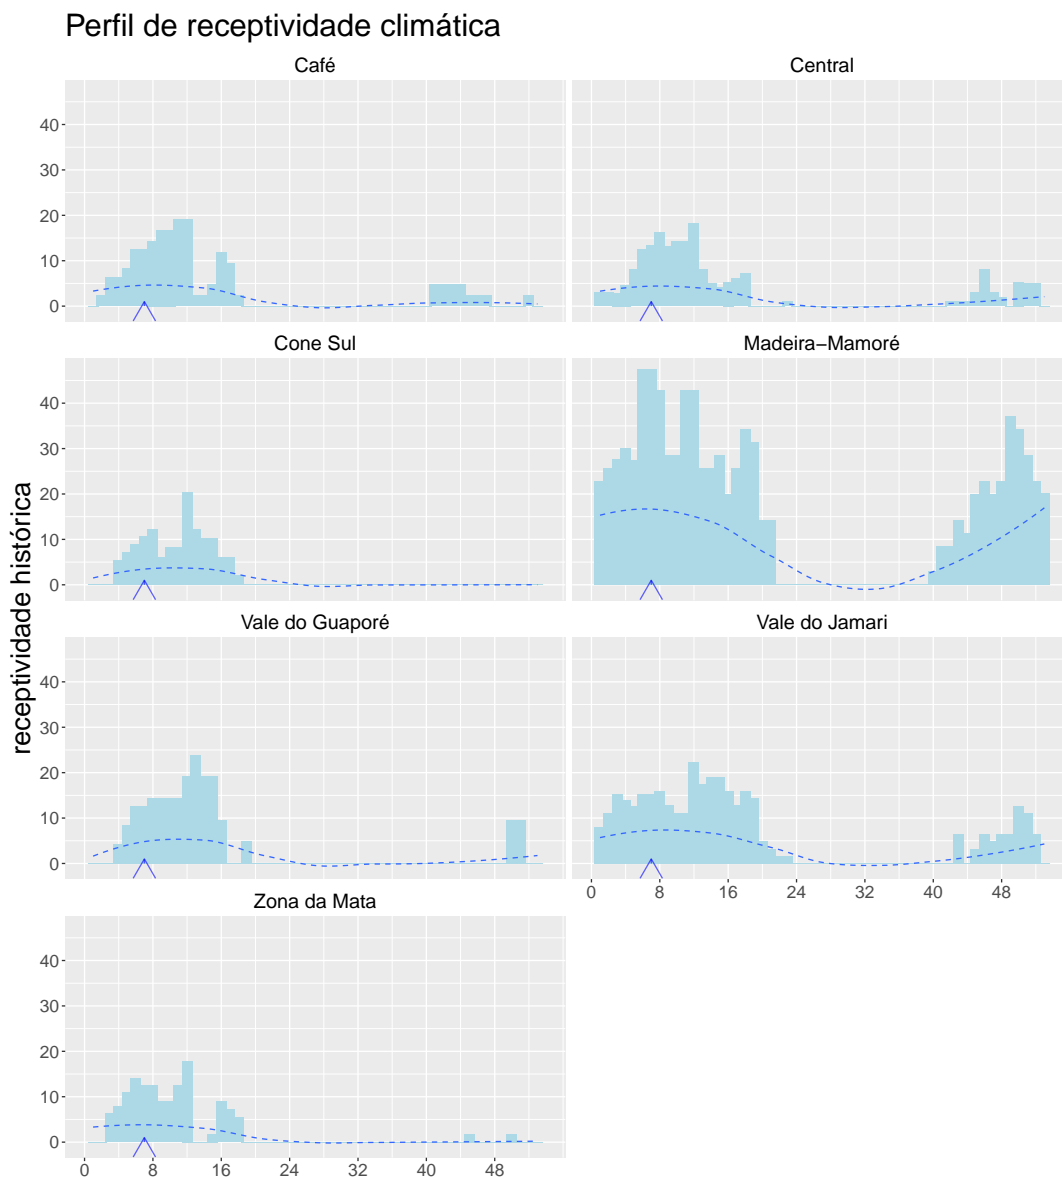 Perfil de receptividade climática
Café
Central
40
30
20
10
0
Cone Sul
Madeira−Mamoré
40
30
20
10
0
receptividade histórica
Vale do Guaporé
Vale do Jamari
40
30
20
10
0
0 8 16 24 32 40 48
Zona da Mata
40
30
20
10
0
0 8 16 24 32 40 48